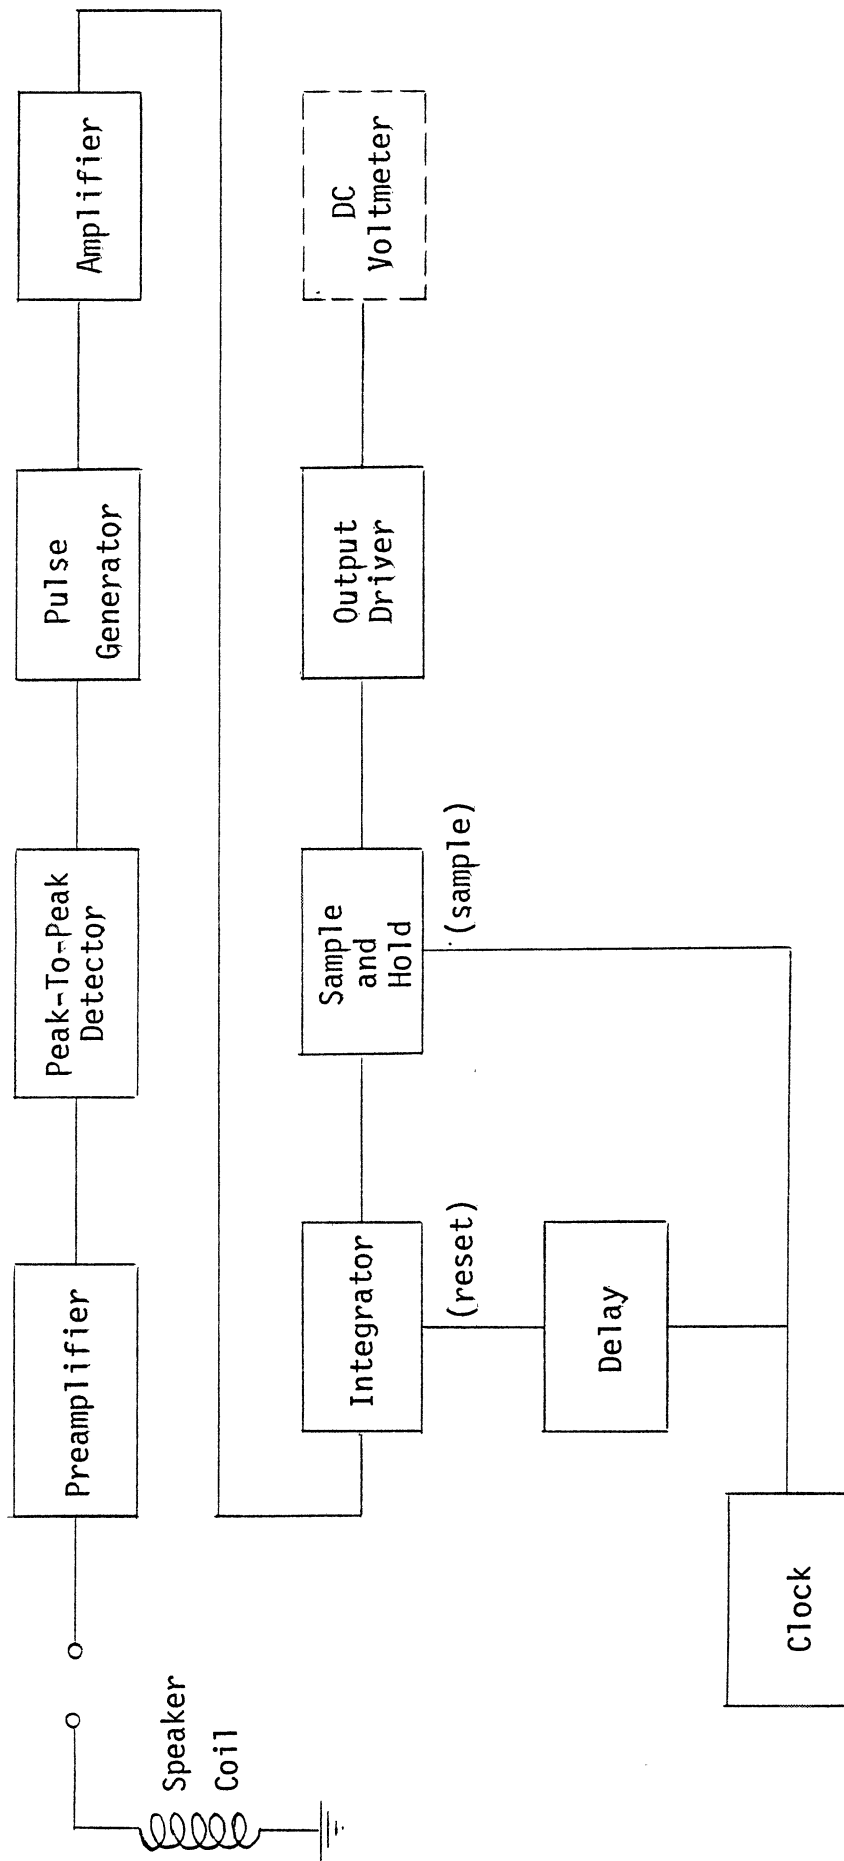 Speaker
Coil
Preamplifier
Peak-To-Peak
Detector
Pulse
Generator
Amplifier
Integrator
(reset)
Sample
and
Hold
(sample)
Output
Driver
DC
Voltmeter
Delay
Clock